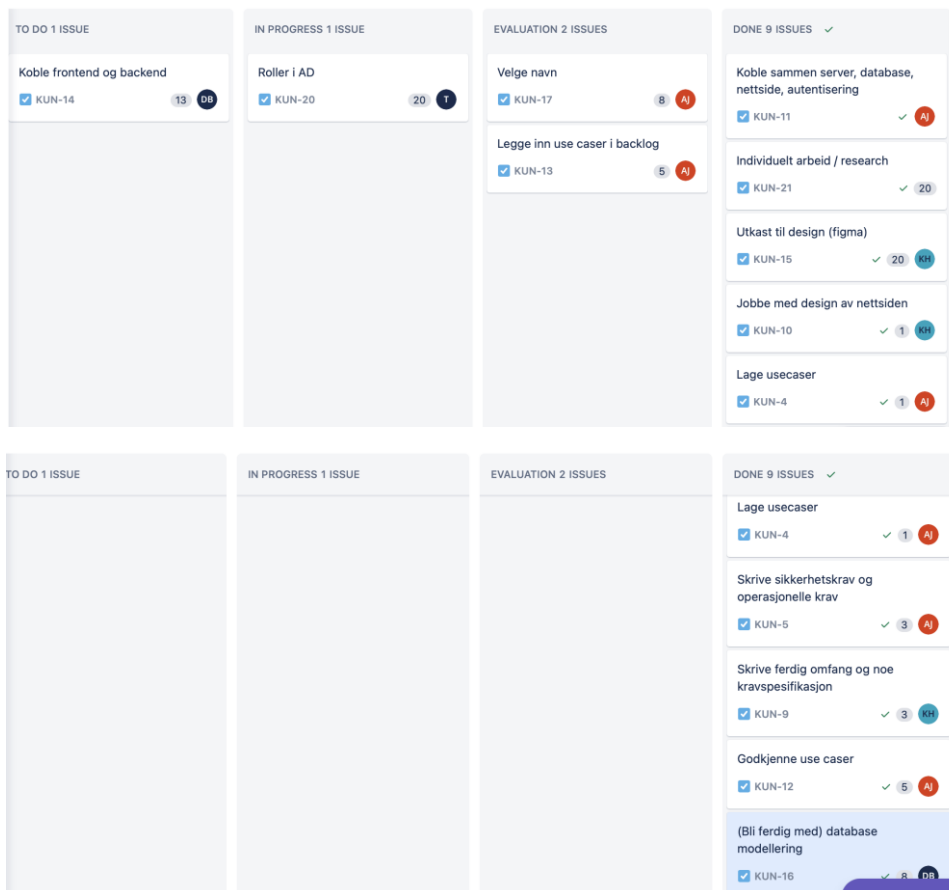 TO DO 1 ISSUE
Koble frontend og backend
KUN-14
13
DB
IN PROGRESS 1 ISSUE
Roller i AD
KUN-20
20
T
EVALUATION 2 ISSUES
Velge navn
KUN-17
8
AJ
Legge inn use caser i backlog
KUN-13
5
AJ
DONE 9 ISSUES
Koble sammen server, database,
nettside, autentisering
KUN-11
AJ
Individuelt arbeid / research
KUN-21
20
Utkast til design (figma)
KUN-15
20
KH
Jobbe med design av nettsiden
KUN-10
1
KH
Lage usecaser
KUN-4
1
AJ
TO DO 1 ISSUE
IN PROGRESS 1 ISSUE
EVALUATION 2 ISSUES
DONE 9 ISSUES
Lage usecaser
KUN-4
1
AJ
Skrive sikkerhetskrav og
operasjonelle krav
KUN-5
3
AJ
Skrive ferdig omfang og noe
kravspesifikasjon
KUN-9
3
KH
Godkjenne use caser
KUN-12
5
AJ
(Bli ferdig med) database
modellering
KUN-16
8
DB